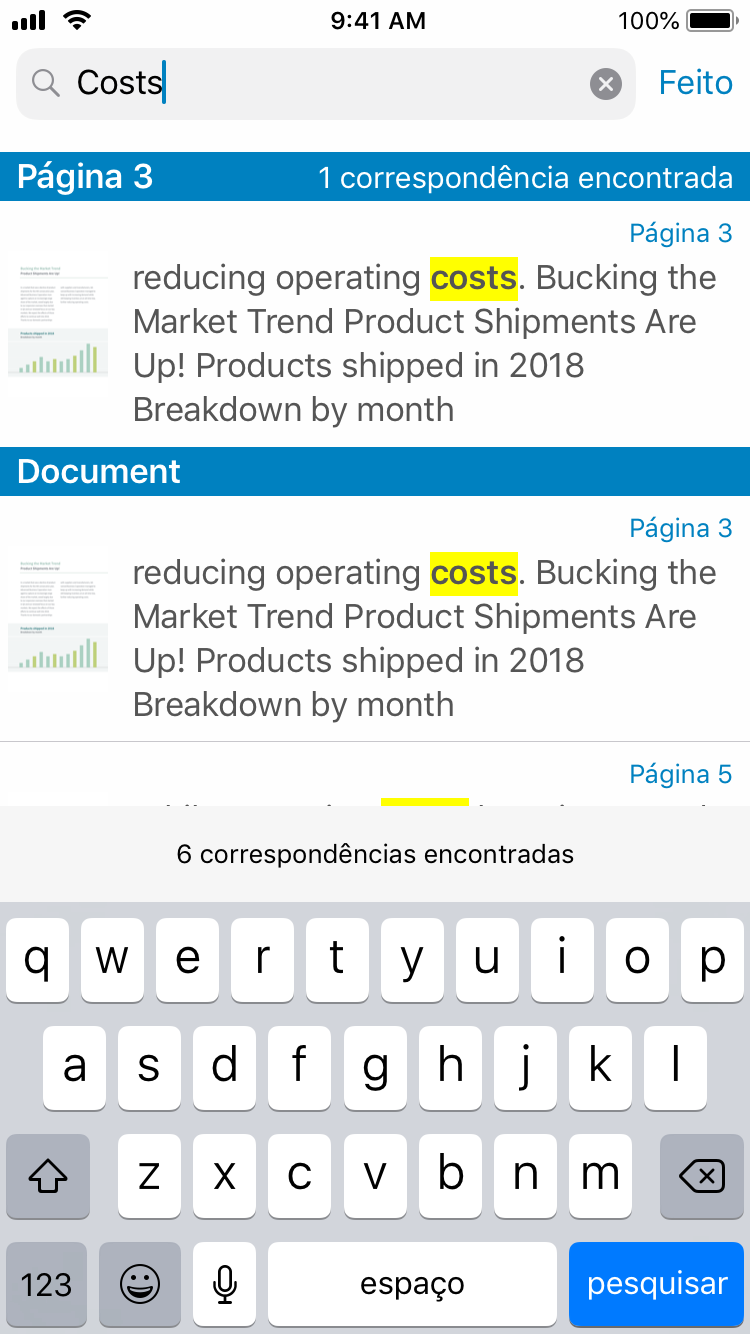 9:41 AM 100%
Costs Feito
Página 3 1 correspondência encontrada
Página 3
reducing operating costs. Bucking the
Market Trend Product Shipments Are
Up! Products shipped in 2018
Breakdown by month
Document
Página 3
reducing operating costs. Bucking the
Market Trend Product Shipments Are
Up! Products shipped in 2018
Breakdown by month
Página 5
6 correspondências encontradas
q w e r t y u i o p
a s d f g h j k l
z x c v b n m
123 espaço pesquisar